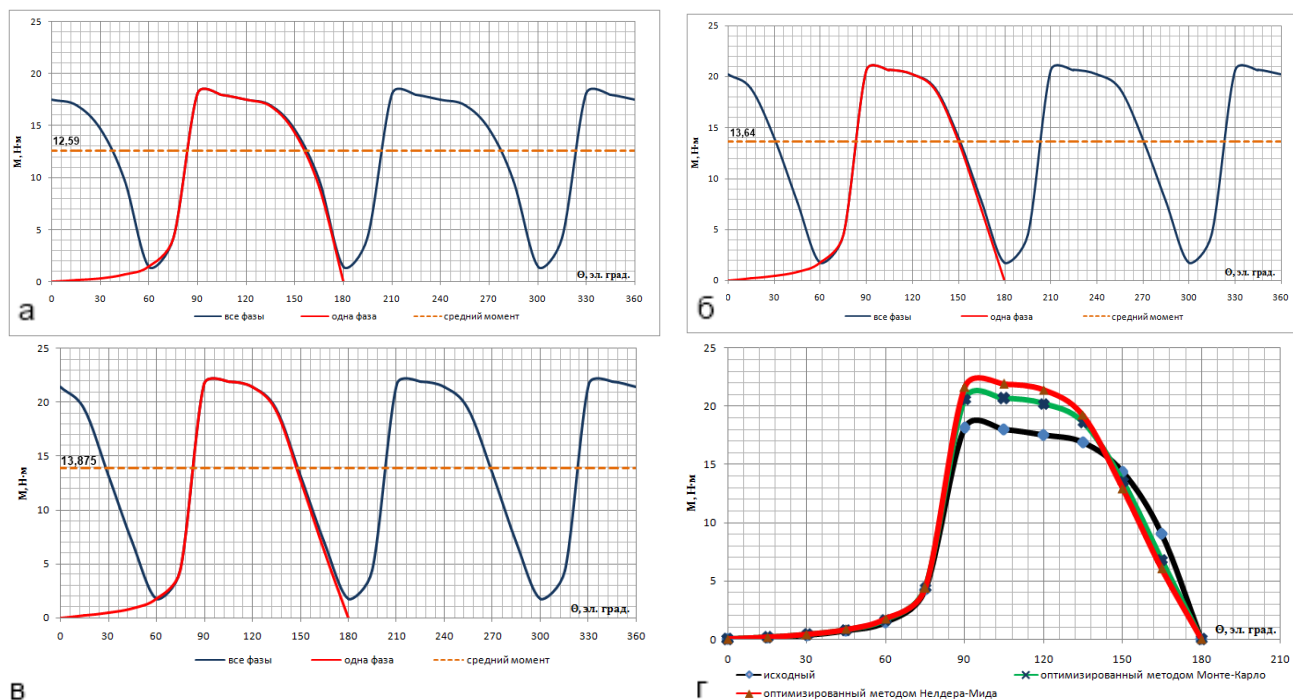 М, Н·м
25
20
15
10
5
0
12,59
Θ, эл. град.
0 30 60 90 120 150 180 210 240 270 300 330 360
все фазы одна фаза средний момент
а
М, Н·м
25
20
15
10
5
0
13,64
Θ, эл. град.
0 30 60 90 120 150 180 210 240 270 300 330 360
все фазы одна фаза средний момент
б
М, Н·м
25
20
15
10
5
0
13,875
Θ, эл. град.
0 30 60 90 120 150 180 210 240 270 300 330 360
все фазы одна фаза средний момент
в
М, Н·м
25
20
15
10
5
0
Θ, эл. град.
0 30 60 90 120 150 180 210
исходный оптимизированный методом Монте-Карло
оптимизированный методом Нелдера-Мида
г